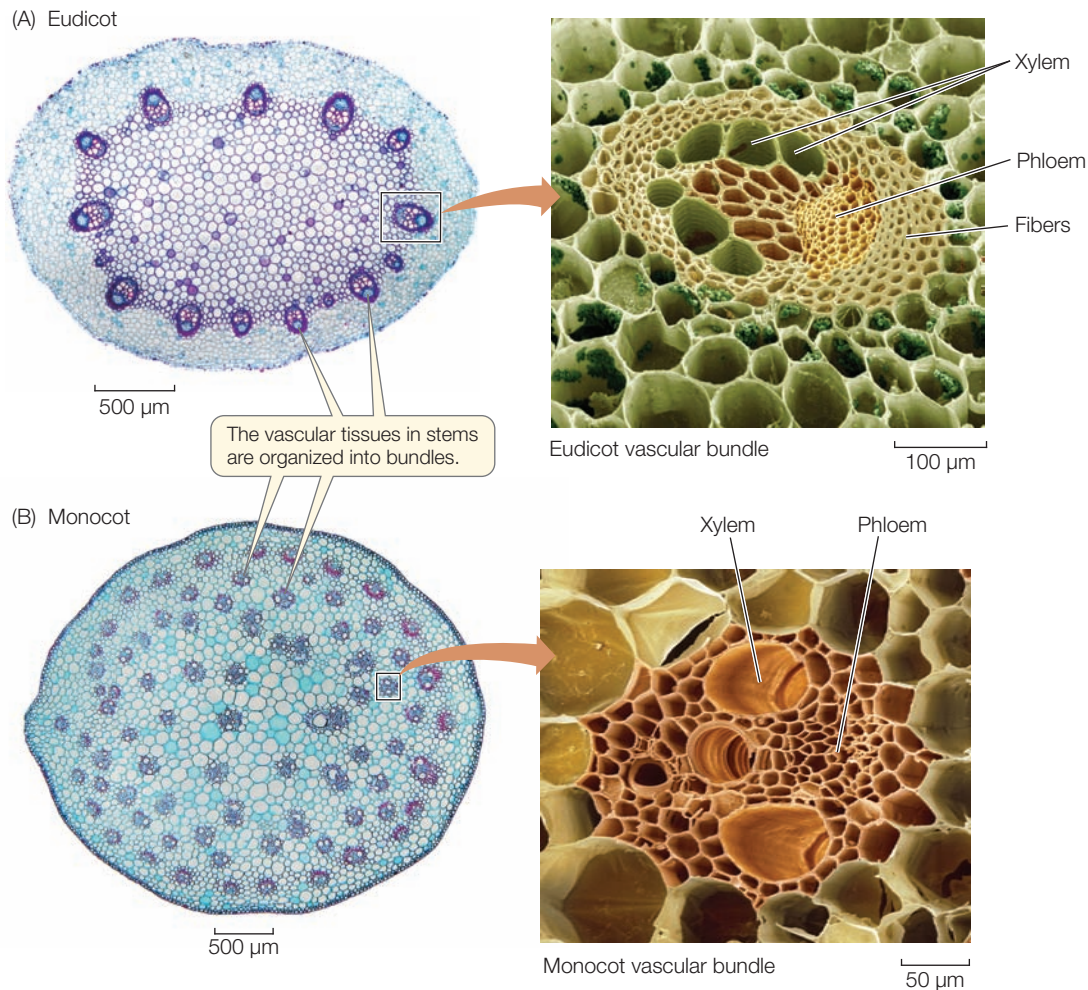 (A) Eudicot
Xylem
Phloem
Fibers
500 µm
The vascular tissues in stems
are organized into bundles.
Eudicot vascular bundle
100 µm
(B) Monocot
Xylem
Phloem
500 µm
Monocot vascular bundle
50 µm